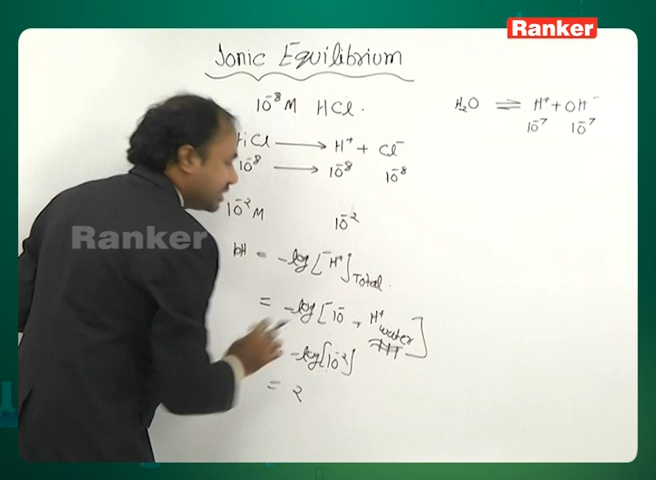 Ranker
Ionic Equilibrium
10⁻⁸ M HCl.
H₂O ⇌ H⁺ + OH⁻
10⁻⁷ 10⁻⁷
HCl ⟶ H⁺ + Cl⁻
10⁻⁸ ⟶ 10⁻⁸ 10⁻⁸
10⁻² M 10⁻²
Ranker
pH = -log[H⁺]Total
= -log[10⁻ + H⁺ water]
-log[10⁻²]
= 2